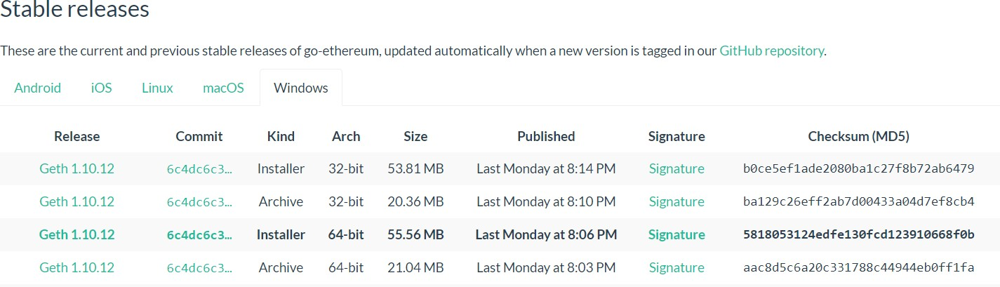 Stable releases
These are the current and previous stable releases of go-ethereum, updated automatically when a new version is tagged in our GitHub repository.
Android iOS Linux macOS Windows
Release Commit Kind Arch Size Published Signature Checksum (MD5)
Geth 1.10.12 6c4dc6c3... Installer 32-bit 53.81 MB Last Monday at 8:14 PM Signature b0ce5ef1ade2080ba1c27f8b72ab6479
Geth 1.10.12 6c4dc6c3... Archive 32-bit 20.36 MB Last Monday at 8:10 PM Signature ba129c26eff2ab7d00433a04d7ef8cb4
Geth 1.10.12 6c4dc6c3... Installer 64-bit 55.56 MB Last Monday at 8:06 PM Signature 5818053124edfe130fcd123910668f0b
Geth 1.10.12 6c4dc6c3... Archive 64-bit 21.04 MB Last Monday at 8:03 PM Signature aac8d5c6a20c331788c44944eb0ff1fa